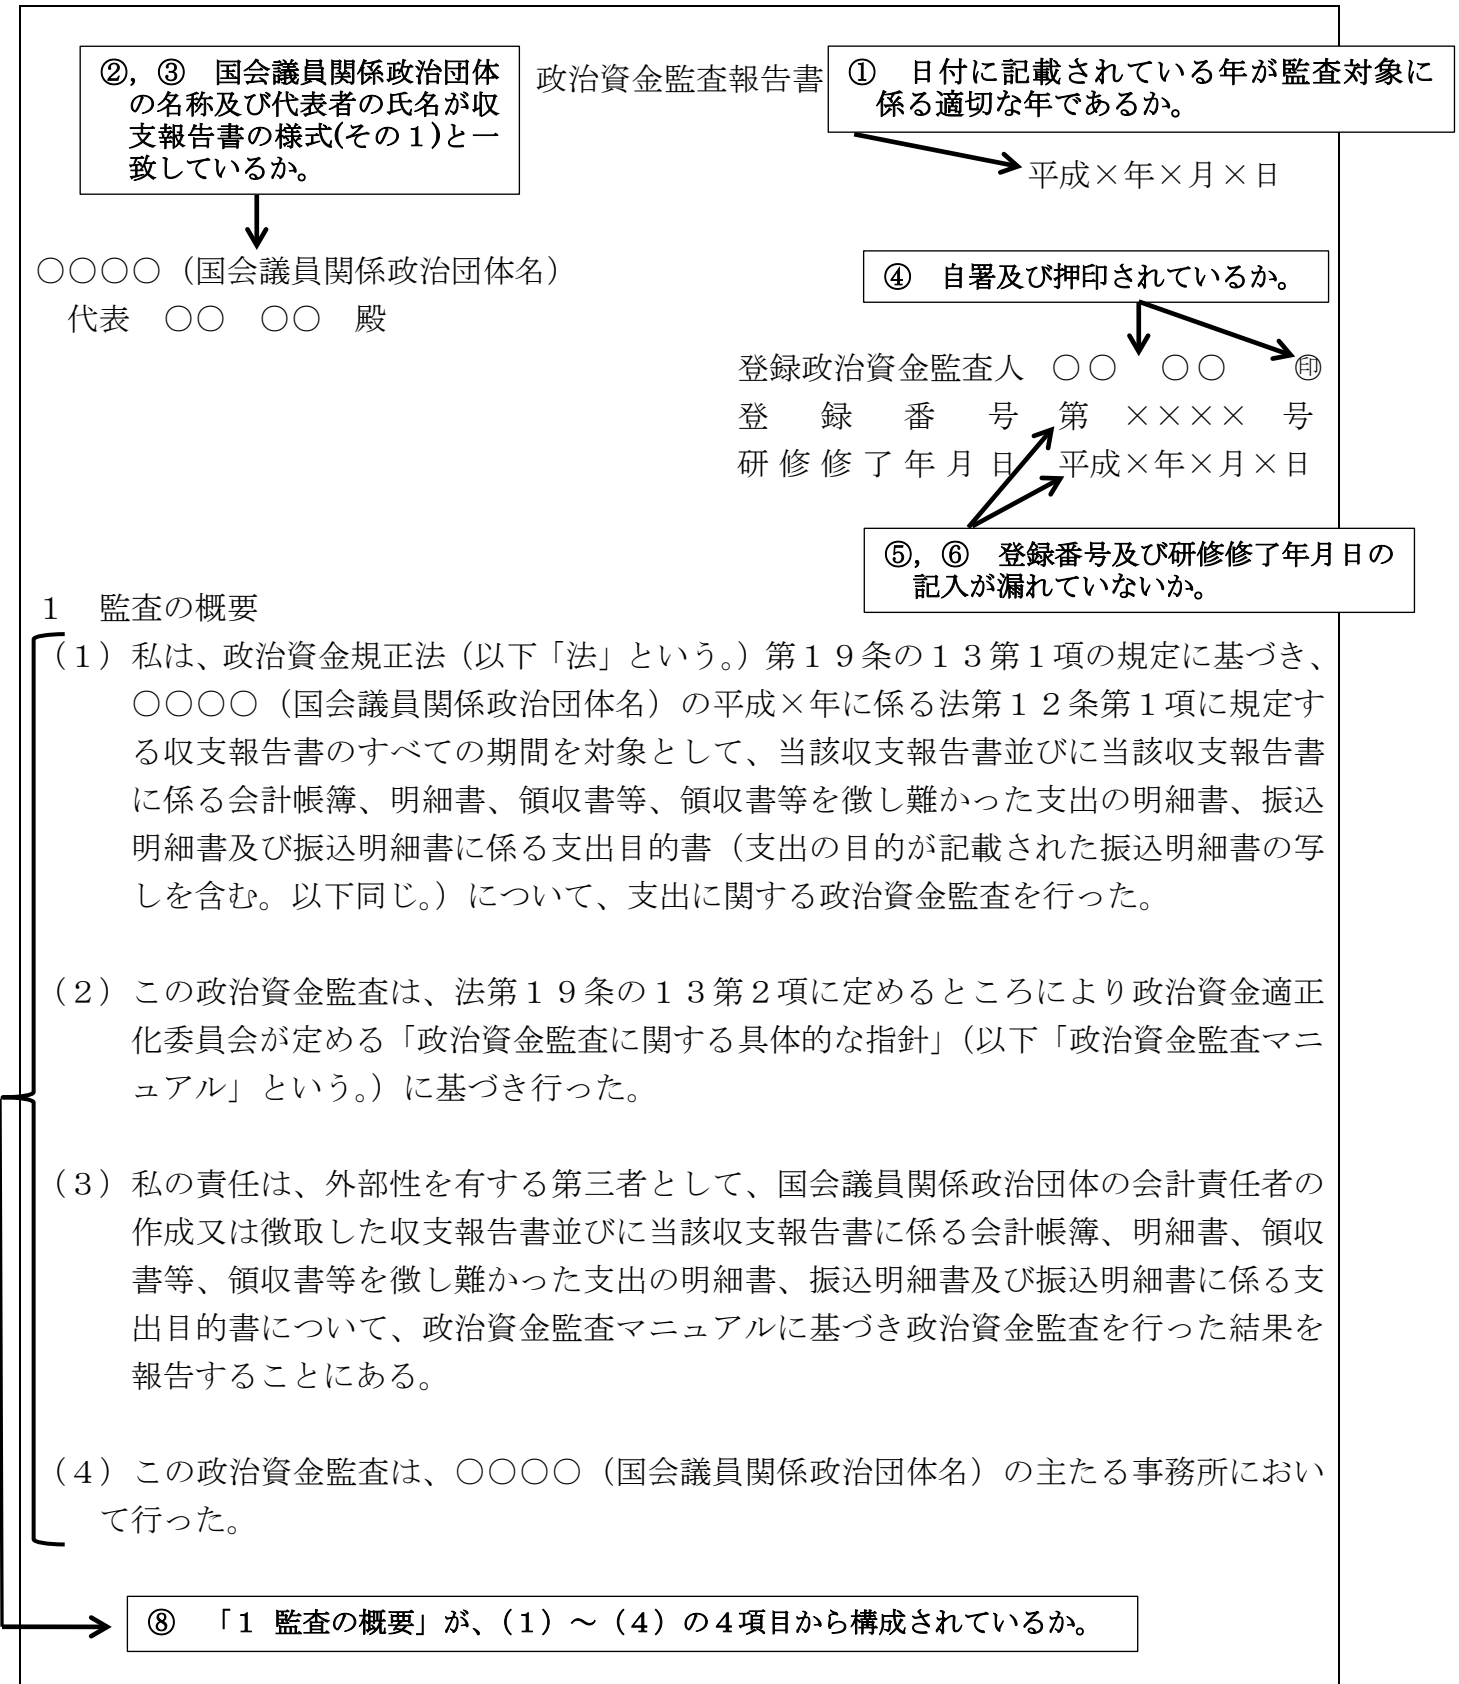 ②，③　国会議員関係政治団体
の名称及び代表者の氏名が収
支報告書の様式(その１)と一
致しているか。
政治資金監査報告書
①　日付に記載されている年が監査対象に
係る適切な年であるか。
平成×年×月×日
○○○○（国会議員関係政治団体名）
代表　○○　○○　殿
④　自署及び押印されているか。
登録政治資金監査人　○○　○○　㊞
登　録　番　号　第　××××　号
研修修了年月日　平成×年×月×日
⑤，⑥　登録番号及び研修修了年月日の
記入が漏れていないか。
１　監査の概要
（１）私は、政治資金規正法（以下「法」という。）第１９条の１３第１項の規定に基づき、
○○○○（国会議員関係政治団体名）の平成×年に係る法第１２条第１項に規定す
る収支報告書のすべての期間を対象として、当該収支報告書並びに当該収支報告書
に係る会計帳簿、明細書、領収書等、領収書等を徴し難かった支出の明細書、振込
明細書及び振込明細書に係る支出目的書（支出の目的が記載された振込明細書の写
しを含む。以下同じ。）について、支出に関する政治資金監査を行った。
（２）この政治資金監査は、法第１９条の１３第２項に定めるところにより政治資金適正
化委員会が定める「政治資金監査に関する具体的な指針」（以下「政治資金監査マニ
ュアル」という。）に基づき行った。
（３）私の責任は、外部性を有する第三者として、国会議員関係政治団体の会計責任者の
作成又は徴取した収支報告書並びに当該収支報告書に係る会計帳簿、明細書、領収
書等、領収書等を徴し難かった支出の明細書、振込明細書及び振込明細書に係る支
出目的書について、政治資金監査マニュアルに基づき政治資金監査を行った結果を
報告することにある。
（４）この政治資金監査は、○○○○（国会議員関係政治団体名）の主たる事務所におい
て行った。
⑧　「１ 監査の概要」が、（１）～（４）の４項目から構成されているか。